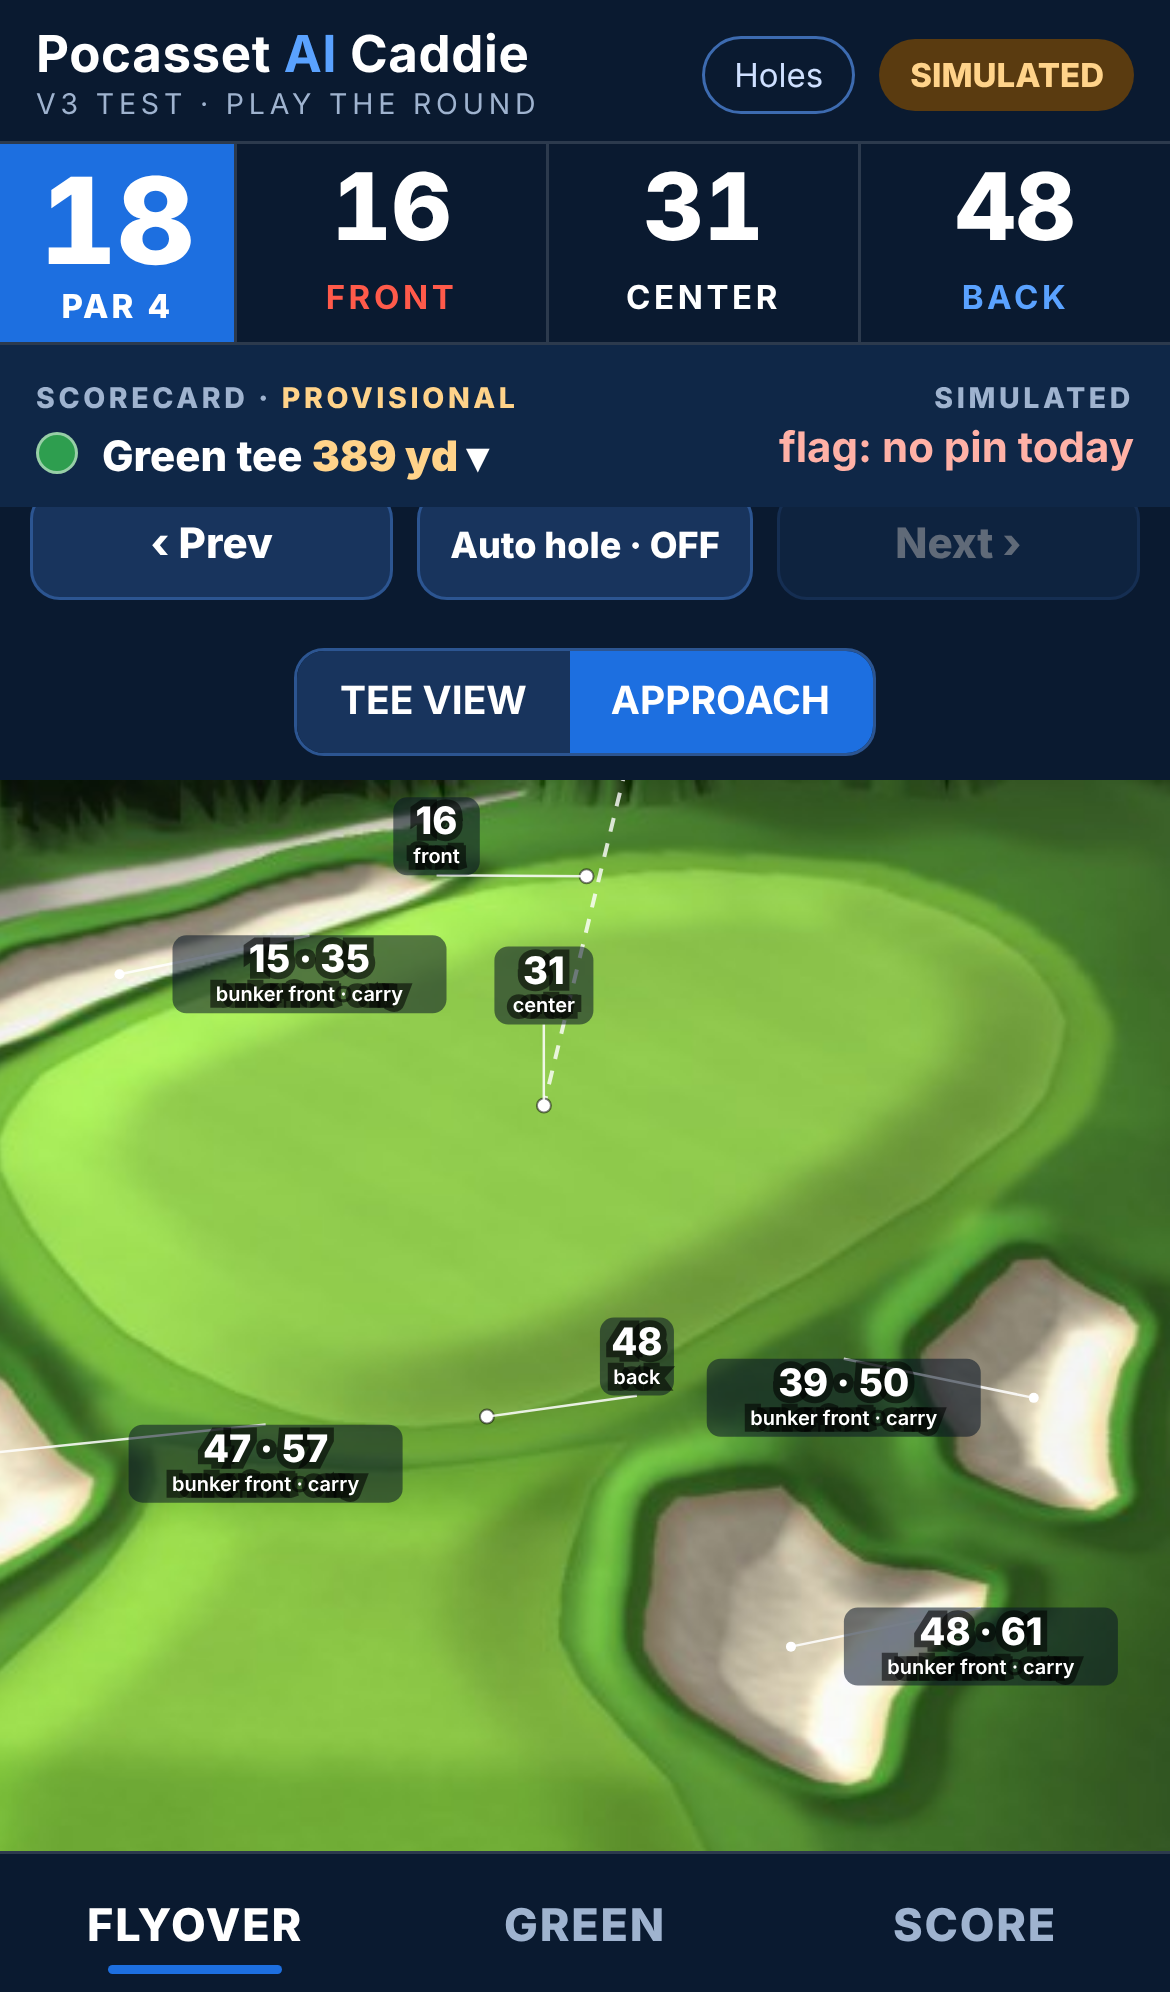 Pocasset AI Caddie
V3 TEST · PLAY THE ROUND
Holes
SIMULATED
18
PAR 4
16
FRONT
31
CENTER
48
BACK
SCORECARD · PROVISIONAL
Green tee 389 yd ▾
SIMULATED
flag: no pin today
‹ Prev
Auto hole · OFF
Next ›
TEE VIEW
APPROACH
16
front
15 · 35
bunker front · carry
31
center
48
back
39 · 50
bunker front · carry
47 · 57
bunker front · carry
48 · 61
bunker front · carry
FLYOVER
GREEN
SCORE